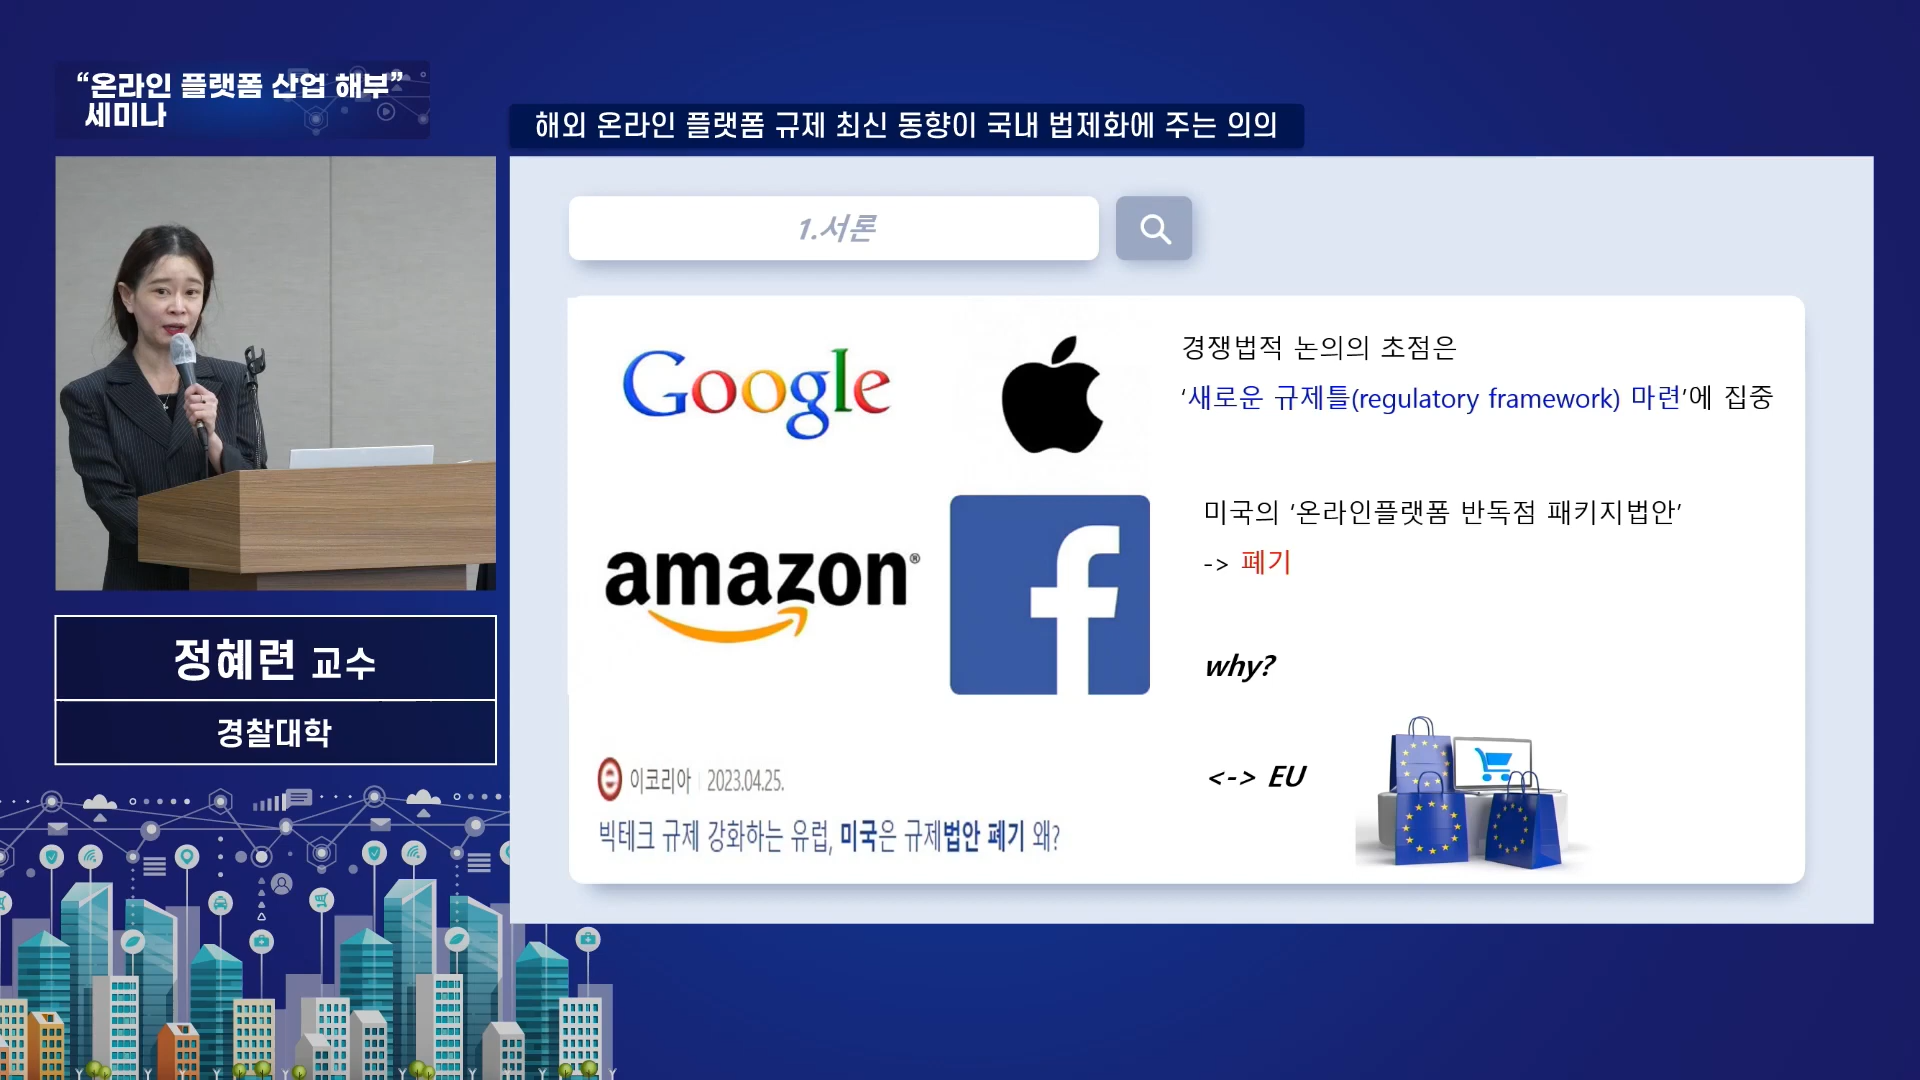 “온라인 플랫폼 산업 해부”
세미나
해외 온라인 플랫폼 규제 최신 동향이 국내 법제화에 주는 의의
1.서론
Google
amazon®
f
경쟁법적 논의의 초점은
‘새로운 규제틀(regulatory framework) 마련‘에 집중
미국의 ‘온라인플랫폼 반독점 패키지법안’
-> 폐기
why?
<-> EU
이코리아 | 2023.04.25.
빅테크 규제 강화하는 유럽, 미국은 규제법안 폐기 왜?
정혜련 교수
경찰대학